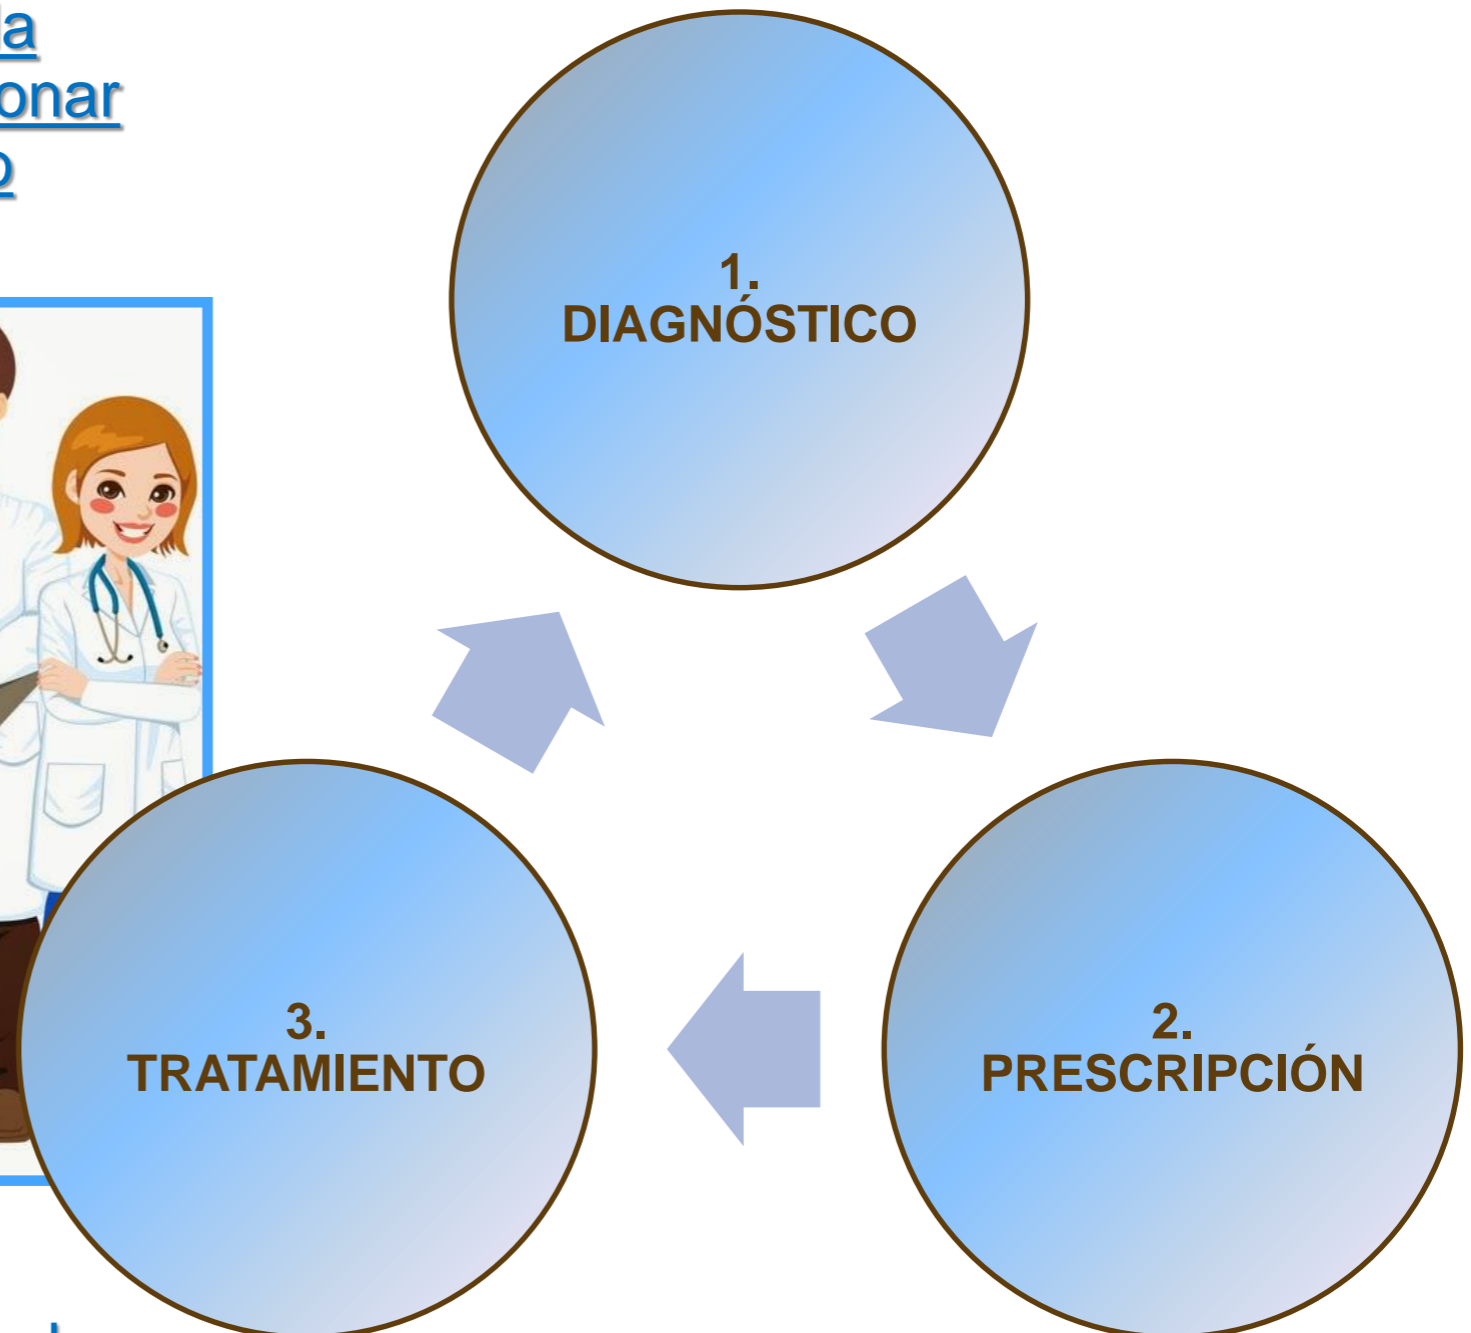 1.
DIAGNÓSTICO
2.
PRESCRIPCIÓN
3.
TRATAMIENTO